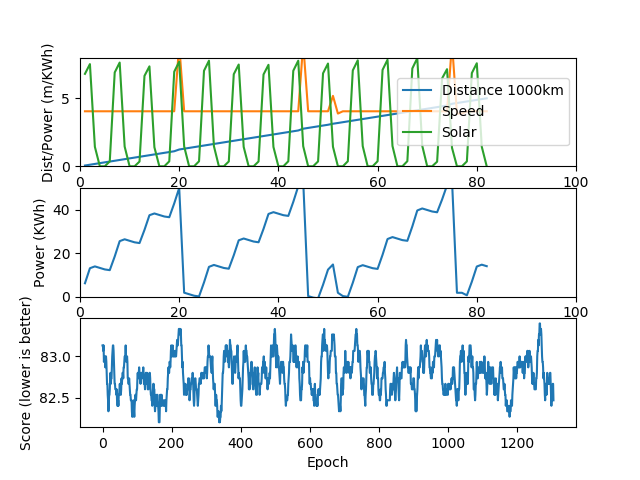 Dist/Power (m/KWh)
5
0
Distance 1000km
Speed
Solar
0 20 40 60 80 100
Power (KWh)
40
20
0
0 20 40 60 80 100
Score (lower is better)
83.0
82.5
0 200 400 600 800 1000 1200
Epoch